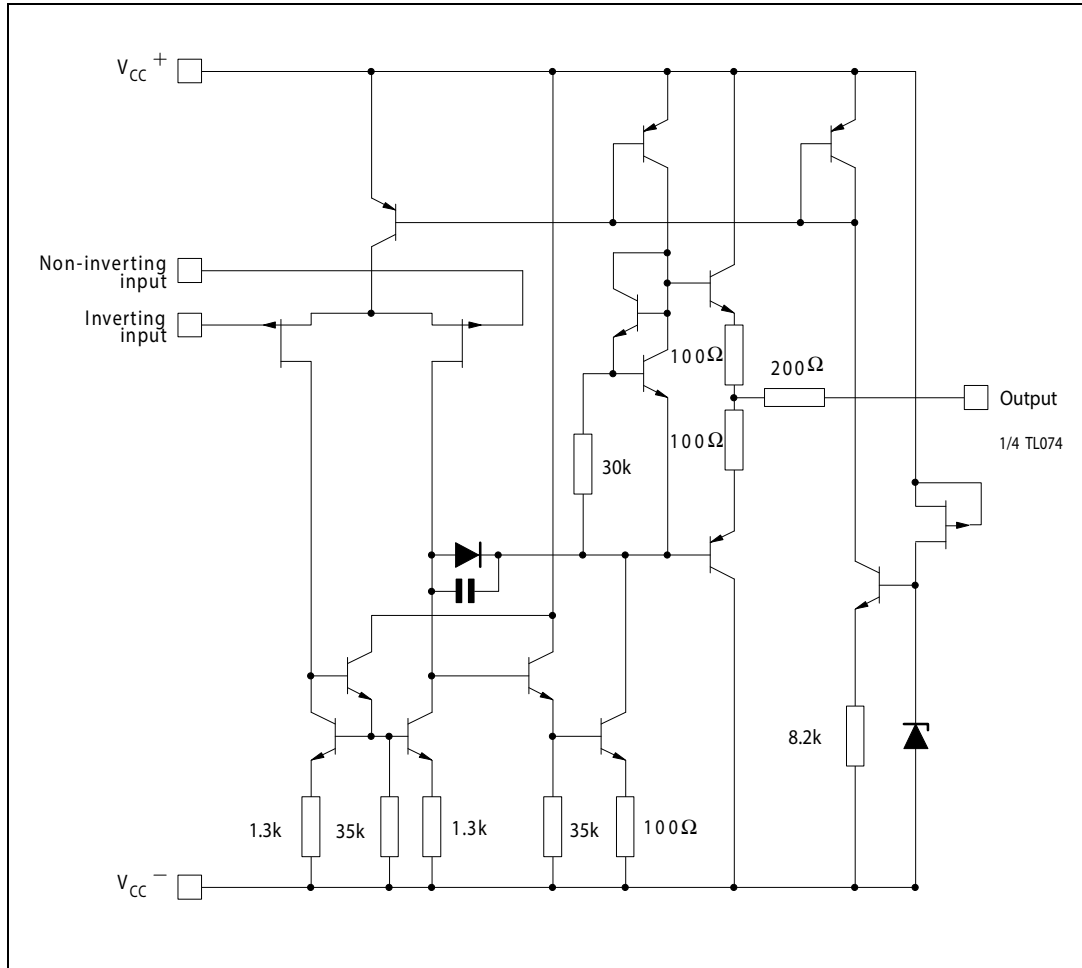 VCC+
Non-inverting
input
Inverting
input
100Ω
200Ω
Output
100Ω
1/4 TL074
30k
8.2k
1.3k
35k
1.3k
35k
100Ω
VCC−